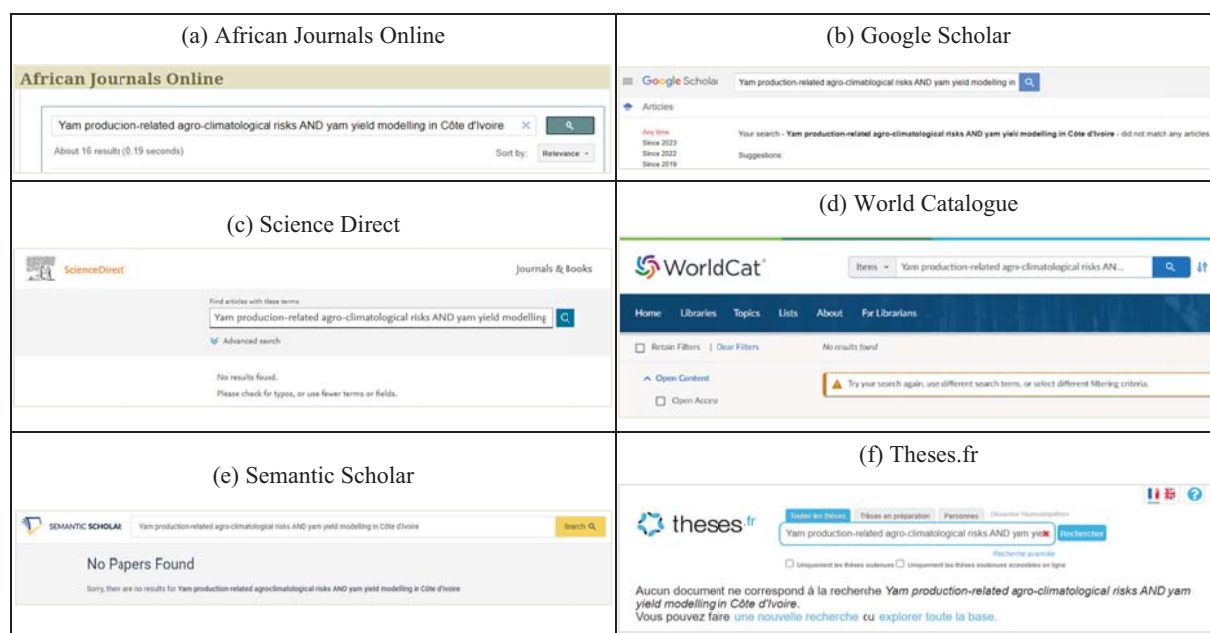 (a) African Journals Online
African Journals Online
Yam producion-related agro-climatological risks AND yam yield modelling in Côte d'Ivoire
About 16 results (0.19 seconds)
Sort by: Relevance
(b) Google Scholar
Google Scholar
Yam production-related agro-climatological risks AND yam yield modelling in
Articles
Any time
Since 2023
Since 2022
Since 2019
Your search - Yam production-related agro-climatological risks AND yam yield modelling in Côte d'Ivoire - did not match any articles
Suggestions:
(c) Science Direct
ScienceDirect
Journals & Books
Find articles with these terms
Yam producion-related agro-climatological risks AND yam yield modelling
Advanced search
No results found.
Please check for typos, or use fewer terms or fields.
(d) World Catalogue
WorldCat
Items
Yam production-related agro-climatological risks AN...
Home Libraries Topics Lists About For Librarians
Retain Filters | Clear Filters
No results found
Open Content
Open Access
Try your search again, use different search term, or select different filtering criteria.
(e) Semantic Scholar
SEMANTIC SCHOLAR
Yam production-related agro-climatological risks AND yam yield modelling in Côte d'Ivoire
Search
No Papers Found
Sorry, then are no results for Yam production-related agroclimatological risks AND yam yield modelling in Côte d'Ivoire
(f) Theses.fr
theses.fr
Toutes les thèses Thèses en préparation Personnes Désactiver l'autocomplétion
Yam production-related agro-climatological risks AND yam yiel
Rechercher
Recherche avancée
Uniquement les thèses soutenues Uniquement les thèses soutenues accessibles en ligne
Aucun document ne correspond à la recherche Yam production-related agro-climatological risks AND yam
yield modelling in Côte d'Ivoire.
Vous pouvez faire une nouvelle recherche ou explorer toute la base.